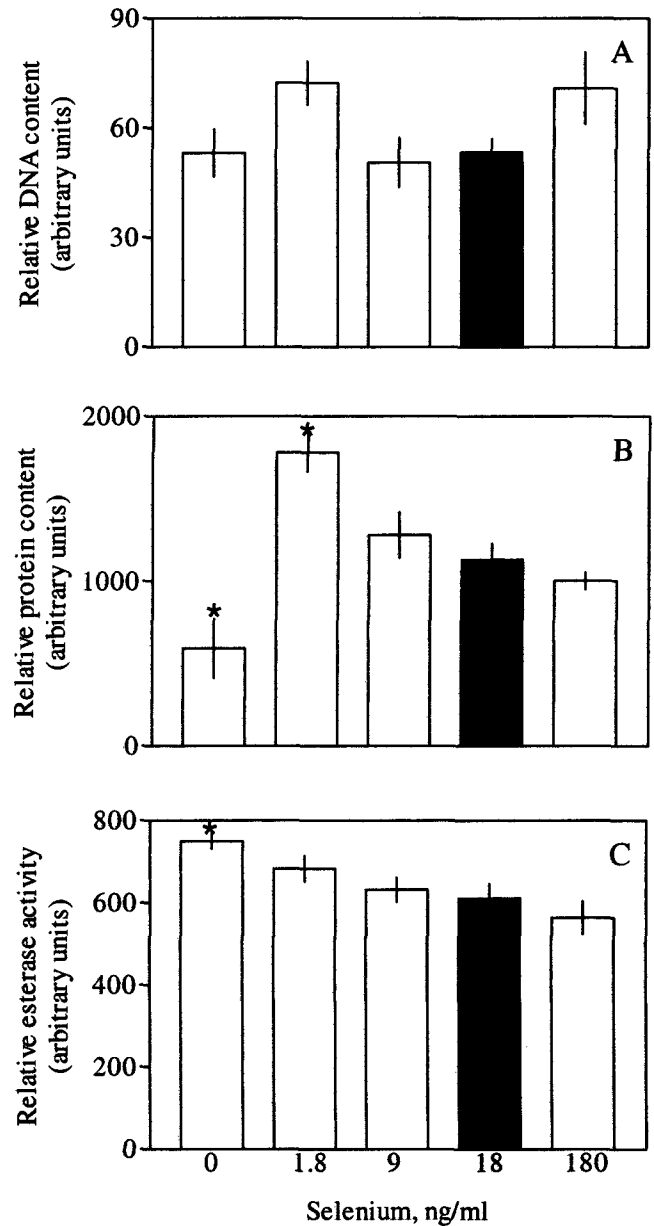 90
60
30
0
Relative DNA content
(arbitrary units)
A
2000
1000
0
Relative protein content
(arbitrary units)
*
*
B
800
600
400
200
0
Relative esterase activity
(arbitrary units)
*
C
0 1.8 9 18 180
Selenium, ng/ml